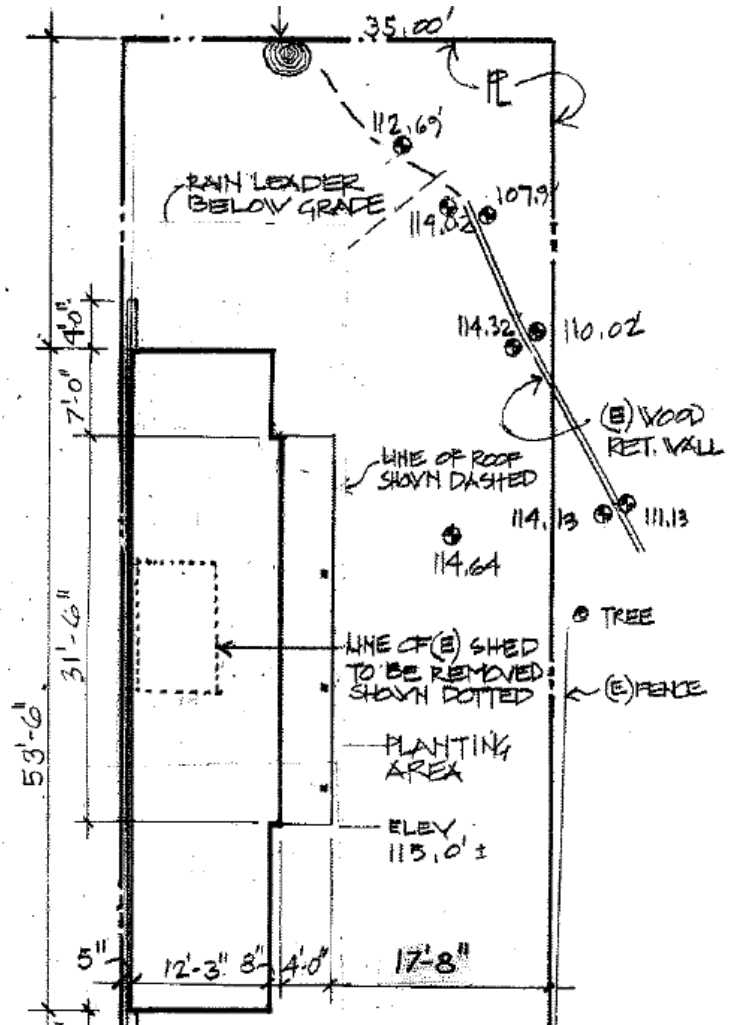 35.00'
PL
112.69'
RAIN LEADER
BELOW GRADE
107.9'
114.02'
4'-0"
114.32'
110.02'
7'-0"
(E) WOOD
RET. WALL
LINE OF ROOF
SHOWN DASHED
114.13
111.13
114.64
TREE
31'-6"
LINE OF (E) SHED
TO BE REMOVED
SHOWN DOTTED
(E) FENCE
53'-6"
PLANTING
AREA
ELEV
115.0' ±
5"
12'-3"
8"
4'-0"
17'-8"